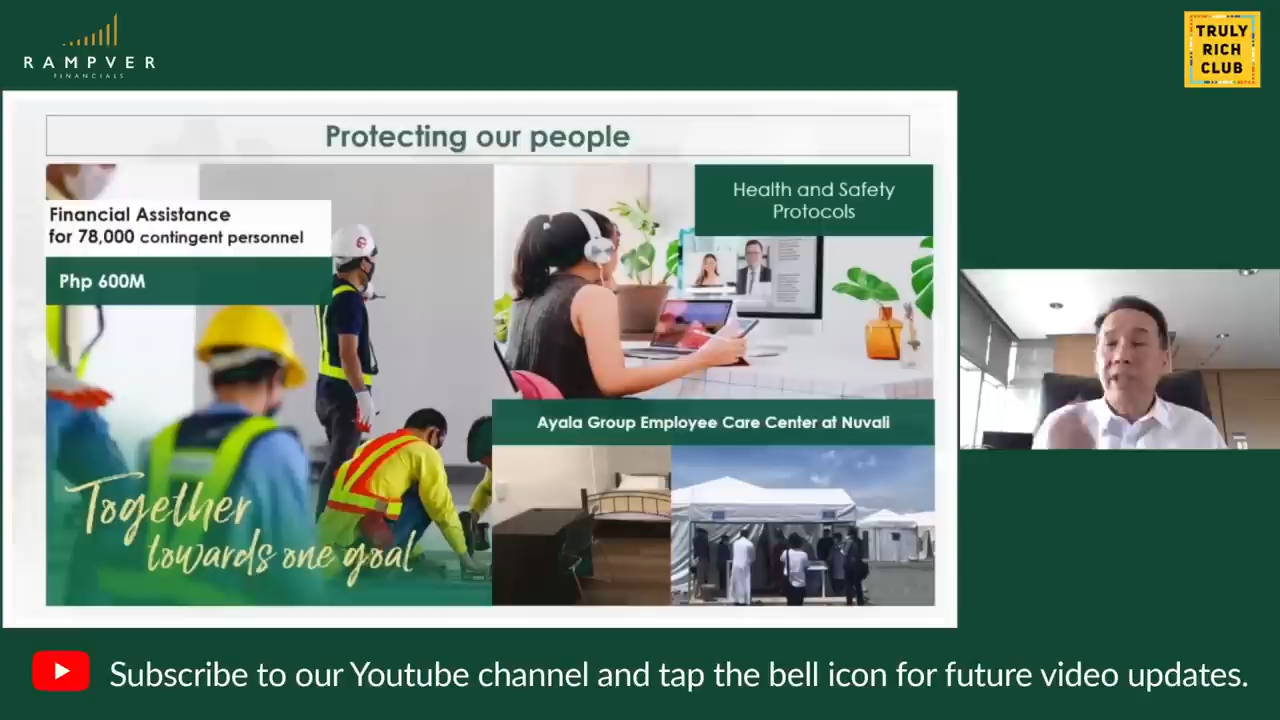 RAMPVER
FINANCIALS
TRULY
RICH
CLUB
Protecting our people
Financial Assistance
for 78,000 contingent personnel
Php 600M
Health and Safety
Protocols
Ayala Group Employee Care Center at Nuvali
Together
towards one goal
Subscribe to our Youtube channel and tap the bell icon for future video updates.